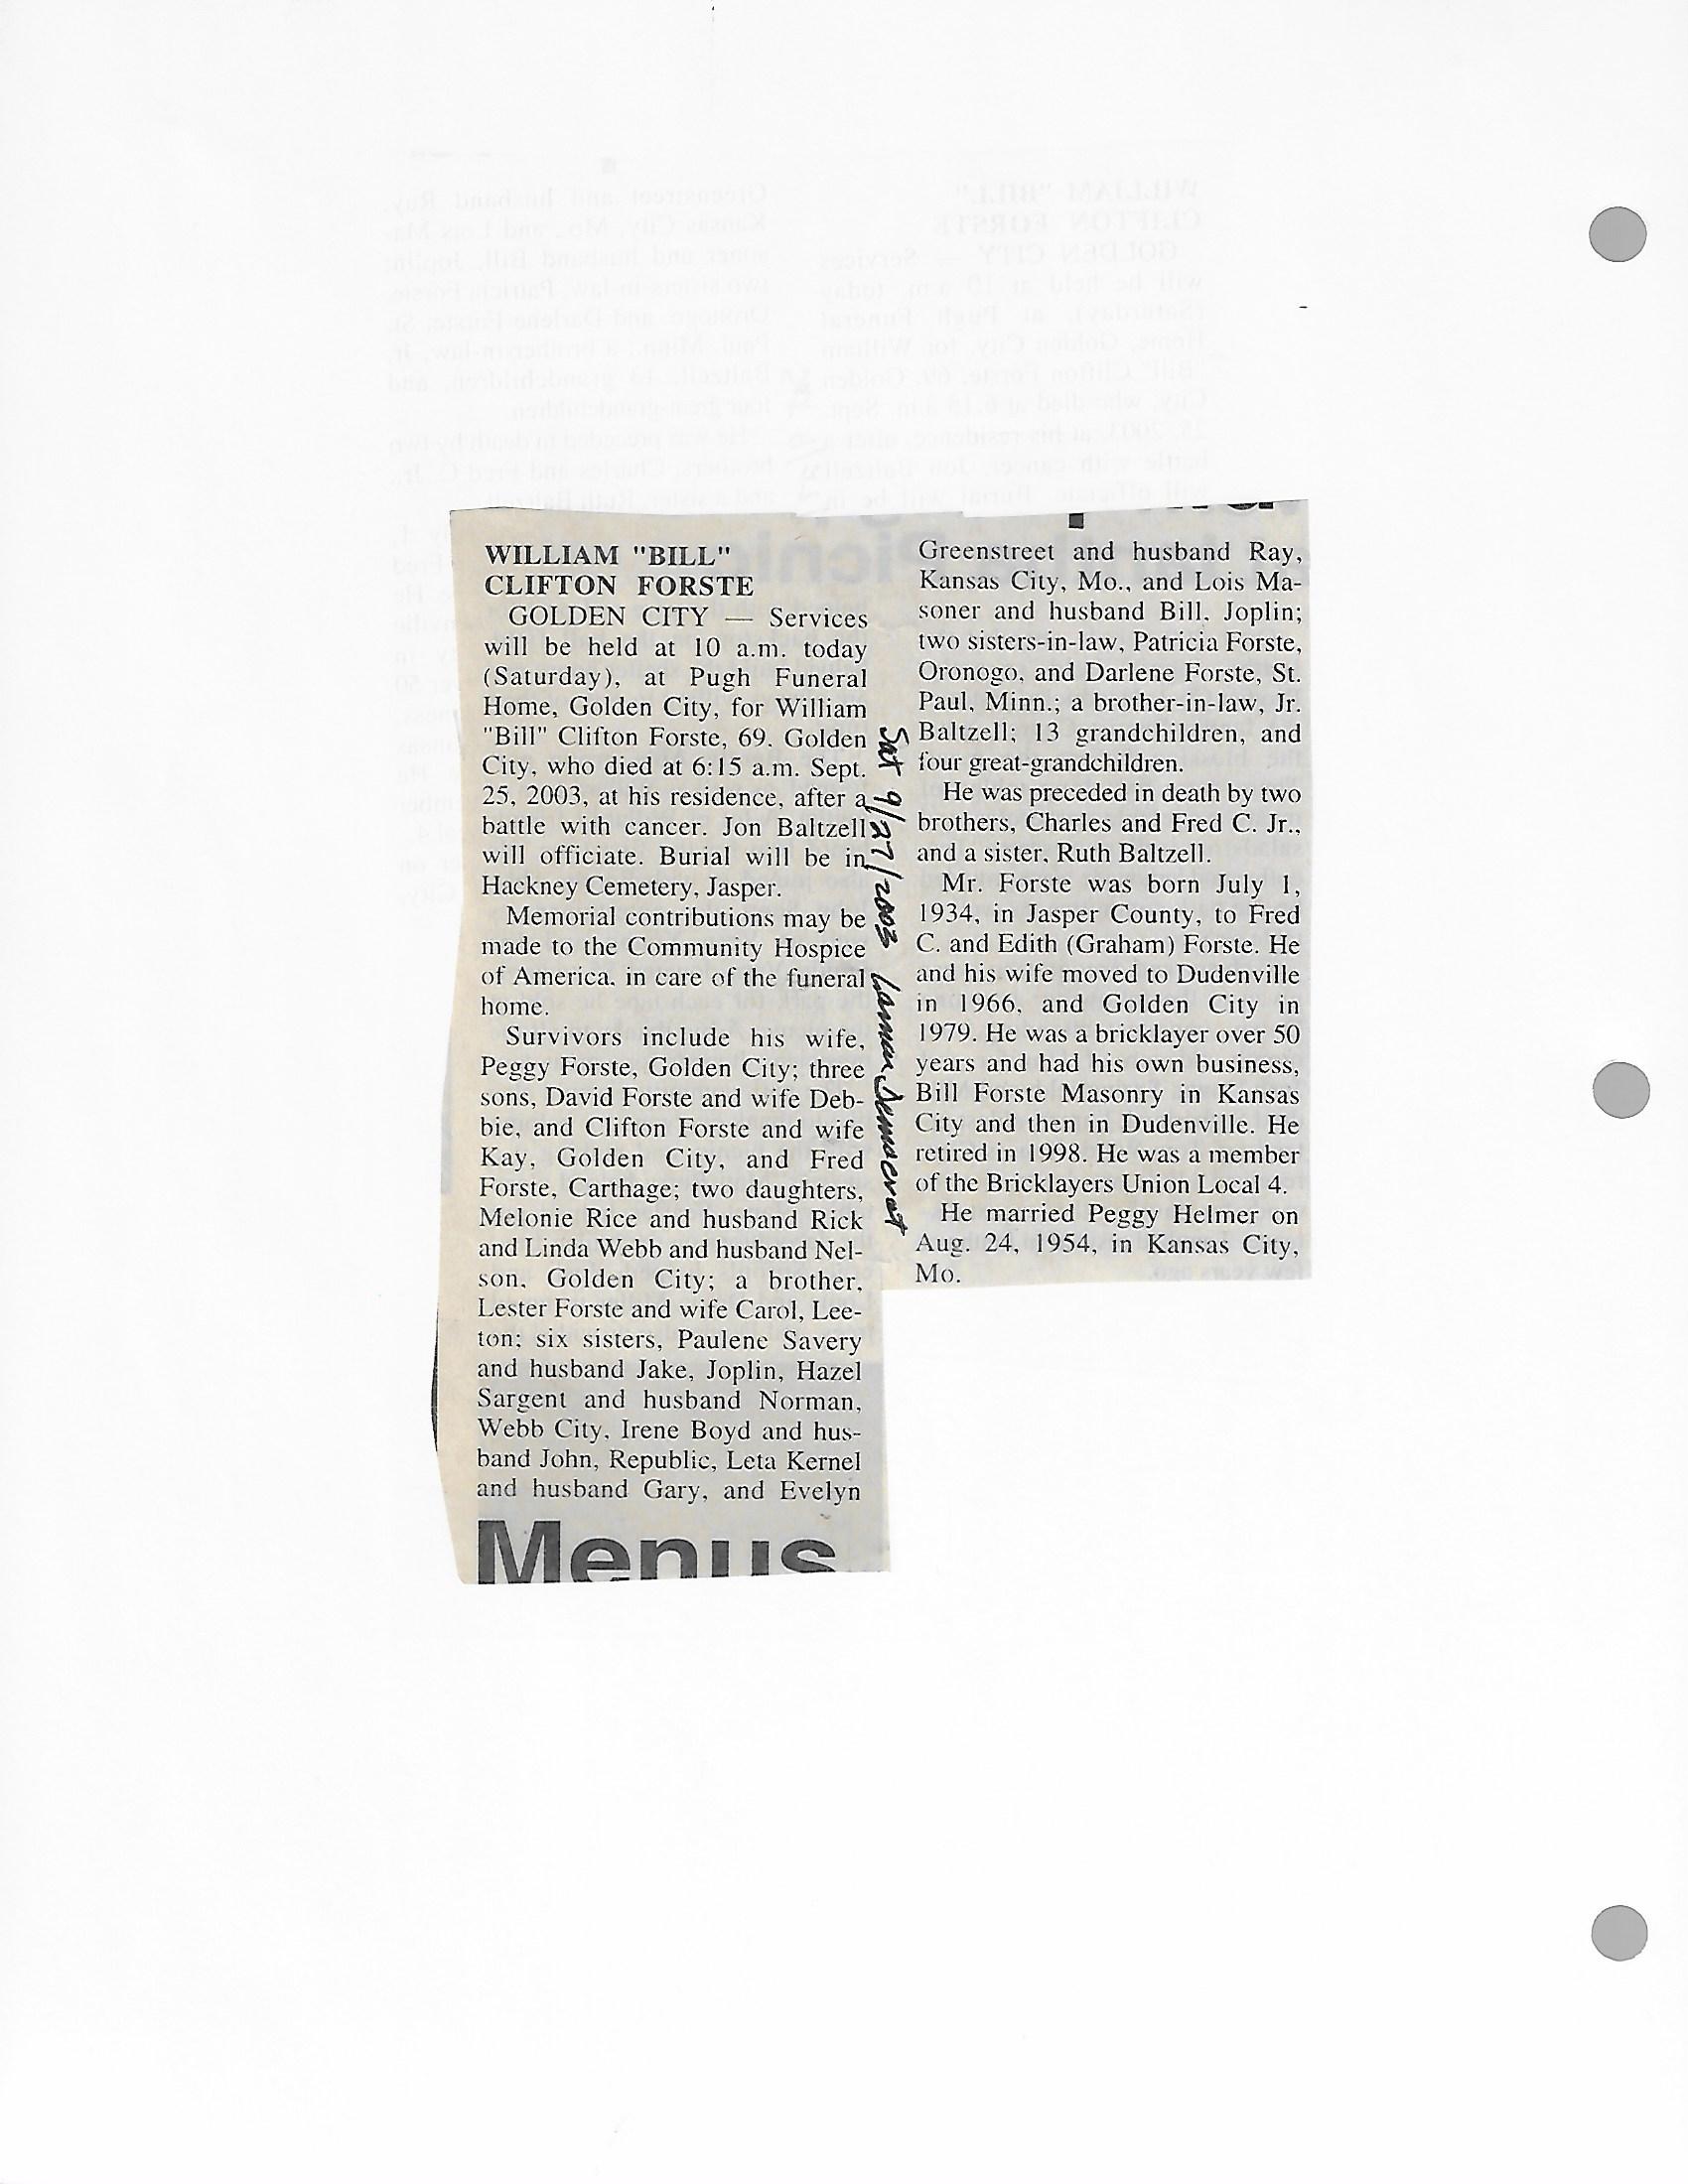 WILLIAM "BILL"
CLIFTON FORSTE
GOLDEN CITY — Services
will be held at 10 a.m. today
(Saturday), at Pugh Funeral
Home, Golden City, for William
"Bill" Clifton Forste, 69, Golden
City, who died at 6:15 a.m. Sept.
25, 2003, at his residence, after a
battle with cancer. Jon Baltzell
will officiate. Burial will be in
Hackney Cemetery, Jasper.
Memorial contributions may be
made to the Community Hospice
of America, in care of the funeral
home.
Survivors include his wife,
Peggy Forste, Golden City; three
sons, David Forste and wife Deb-
bie, and Clifton Forste and wife
Kay, Golden City, and Fred
Forste, Carthage; two daughters,
Melonie Rice and husband Rick
and Linda Webb and husband Nel-
son, Golden City; a brother,
Lester Forste and wife Carol, Lee-
ton; six sisters, Paulene Savery
and husband Jake, Joplin, Hazel
Sargent and husband Norman,
Webb City, Irene Boyd and hus-
band John, Republic, Leta Kernel
and husband Gary, and Evelyn
Menus
Sat 9/27/2003 Lamar Democrat
Greenstreet and husband Ray,
Kansas City, Mo., and Lois Ma-
soner and husband Bill, Joplin;
two sisters-in-law, Patricia Forste,
Oronogo, and Darlene Forste, St.
Paul, Minn.; a brother-in-law, Jr.
Baltzell; 13 grandchildren, and
four great-grandchildren.
He was preceded in death by two
brothers, Charles and Fred C. Jr.,
and a sister, Ruth Baltzell.
Mr. Forste was born July 1,
1934, in Jasper County, to Fred
C. and Edith (Graham) Forste. He
and his wife moved to Dudenville
in 1966, and Golden City in
1979. He was a bricklayer over 50
years and had his own business,
Bill Forste Masonry in Kansas
City and then in Dudenville. He
retired in 1998. He was a member
of the Bricklayers Union Local 4.
He married Peggy Helmer on
Aug. 24, 1954, in Kansas City,
Mo.